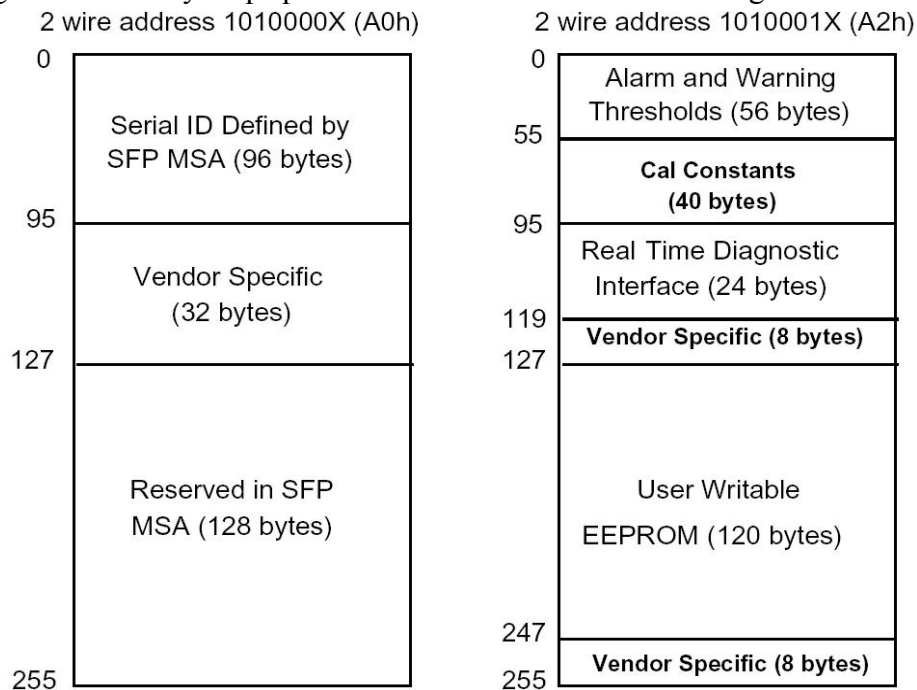 2 wire address 1010000X (A0h)
0
Serial ID Defined by
SFP MSA (96 bytes)
95
Vendor Specific
(32 bytes)
127
Reserved in SFP
MSA (128 bytes)
255
2 wire address 1010001X (A2h)
0
Alarm and Warning
Thresholds (56 bytes)
55
Cal Constants
(40 bytes)
95
Real Time Diagnostic
Interface (24 bytes)
119
Vendor Specific (8 bytes)
127
User Writable
EEPROM (120 bytes)
247
Vendor Specific (8 bytes)
255